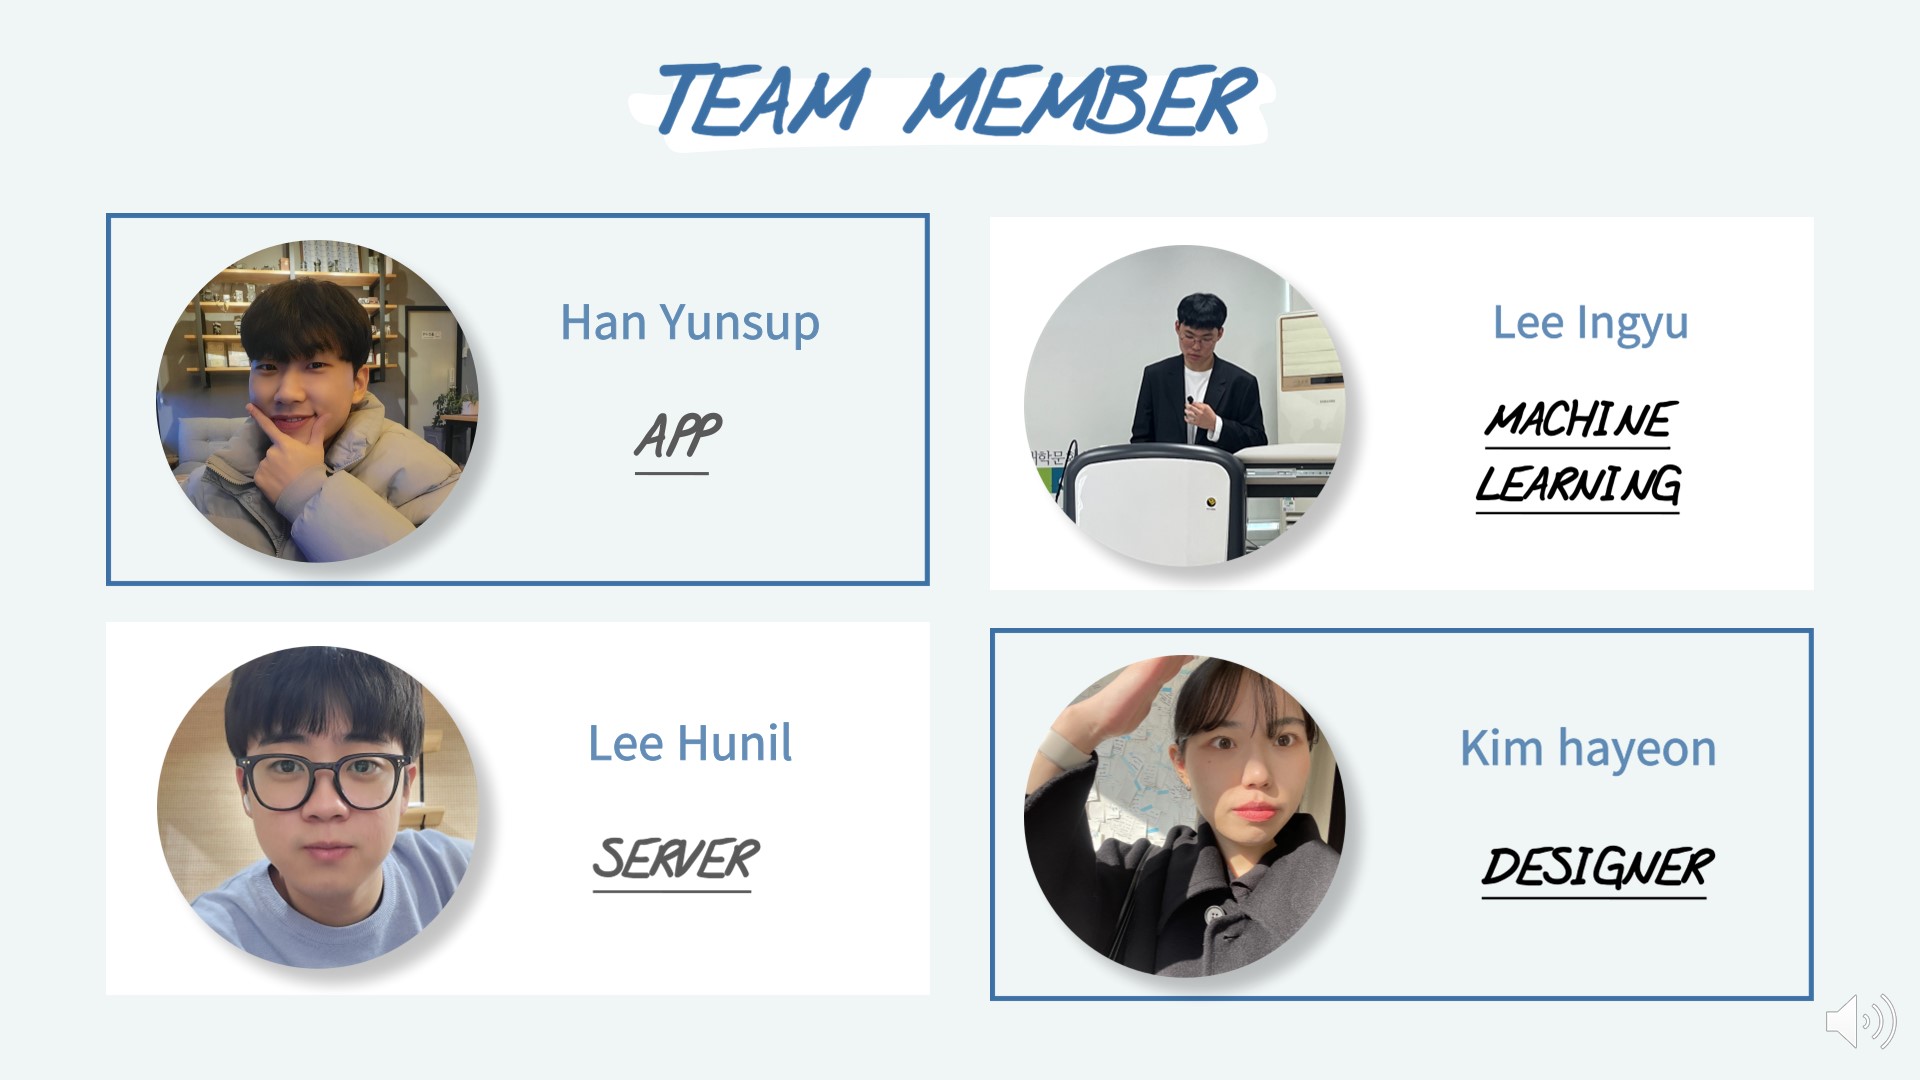 TEAM MEMBER
Han Yunsup
APP
Lee Ingyu
MACHINE
LEARNING
Lee Hunil
SERVER
Kim hayeon
DESIGNER